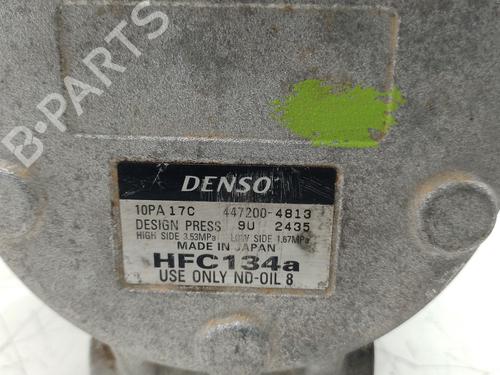 B-PARTS
DENSO
10PA17C 447200-4813
DESIGN PRESS 9U 2435
HIGH SIDE 3.53MPa LOW SIDE 1.67MPa
MADE IN JAPAN
HFC134a
USE ONLY ND-OIL 8